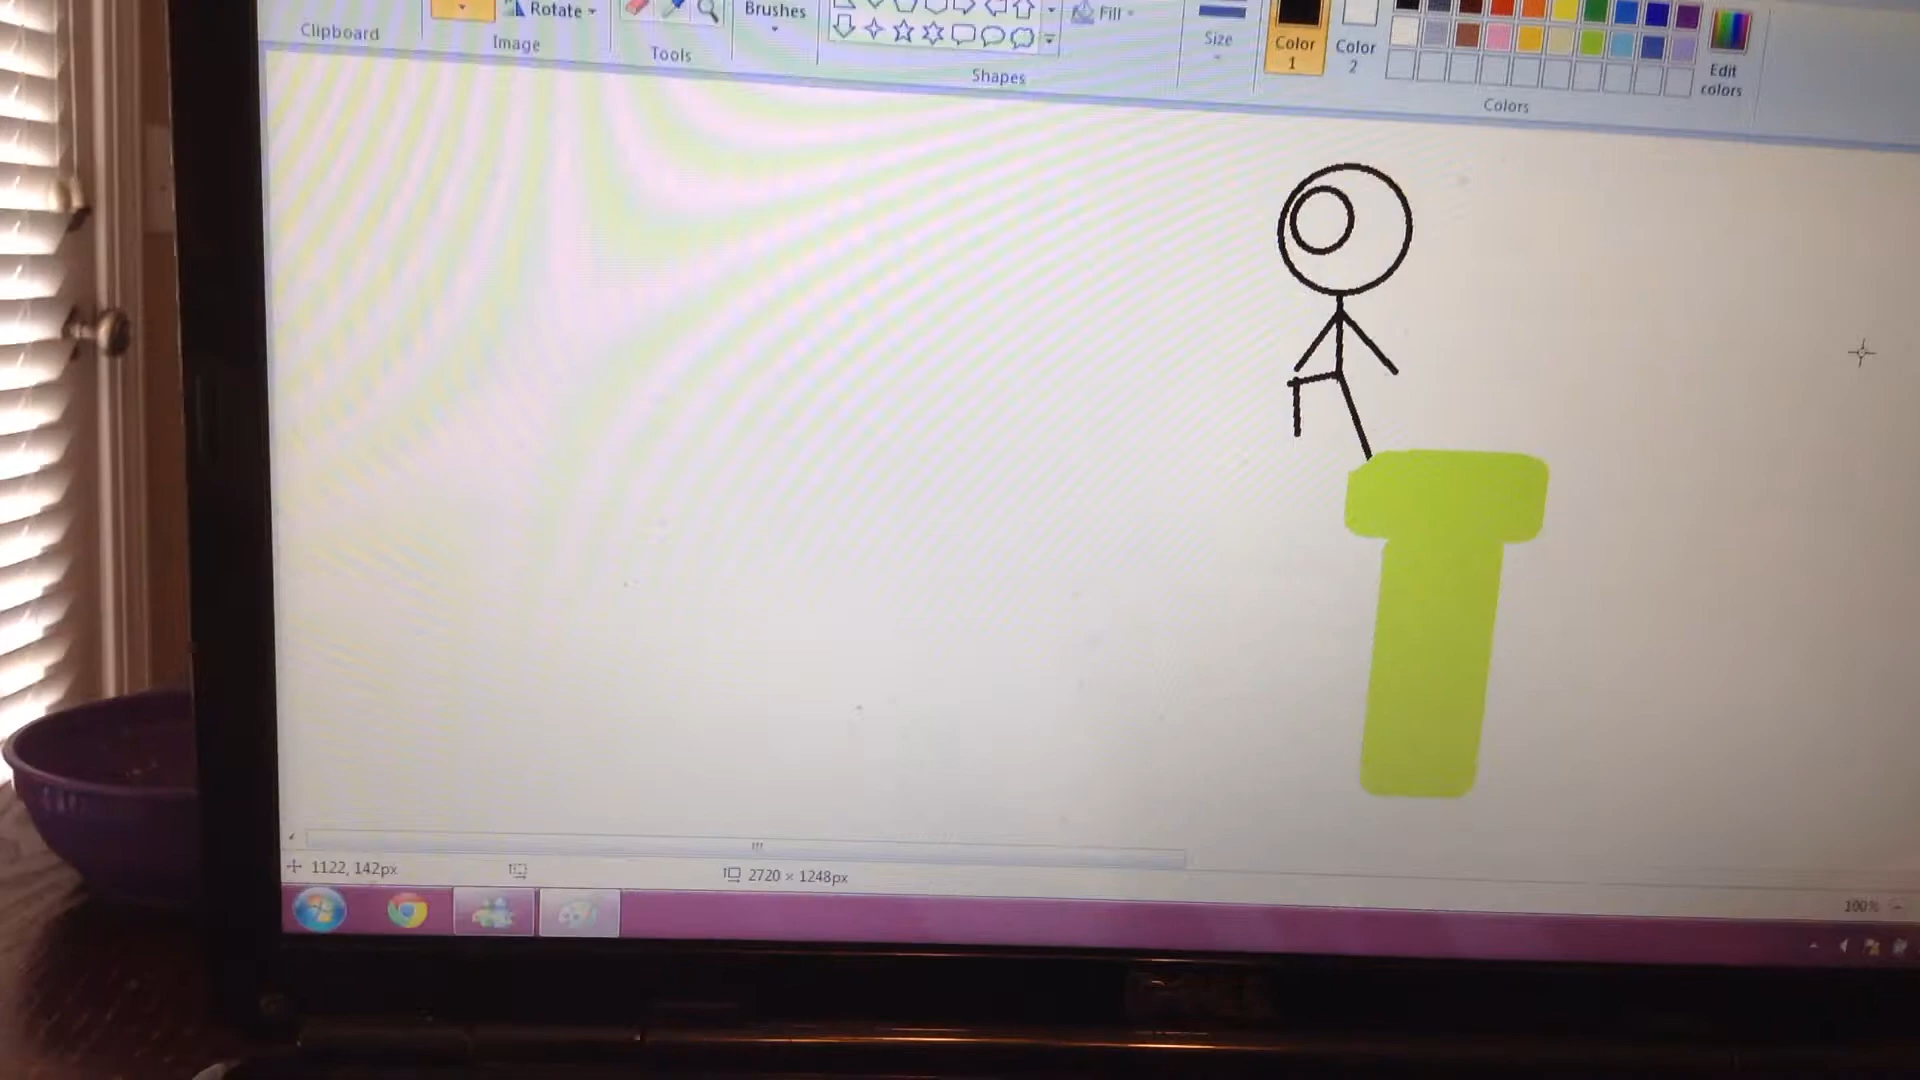 Rotate
Brushes
Fill
Clipboard
Image
Tools
Shapes
Size
Color
1
Color
2
Colors
Edit
colors
1122, 142px
2720 × 1248px
100%